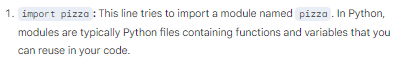 1. import pizza : This line tries to import a module named pizza . In Python,
modules are typically Python files containing functions and variables that you
can reuse in your code.